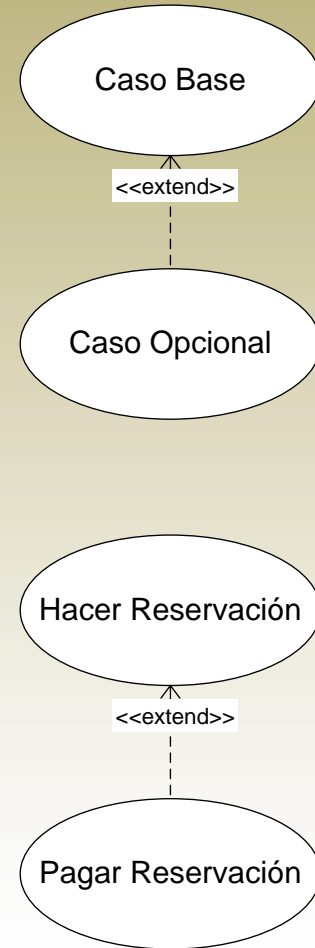 Caso Base
<<extend>>
Caso Opcional
Hacer Reservación
<<extend>>
Pagar Reservación